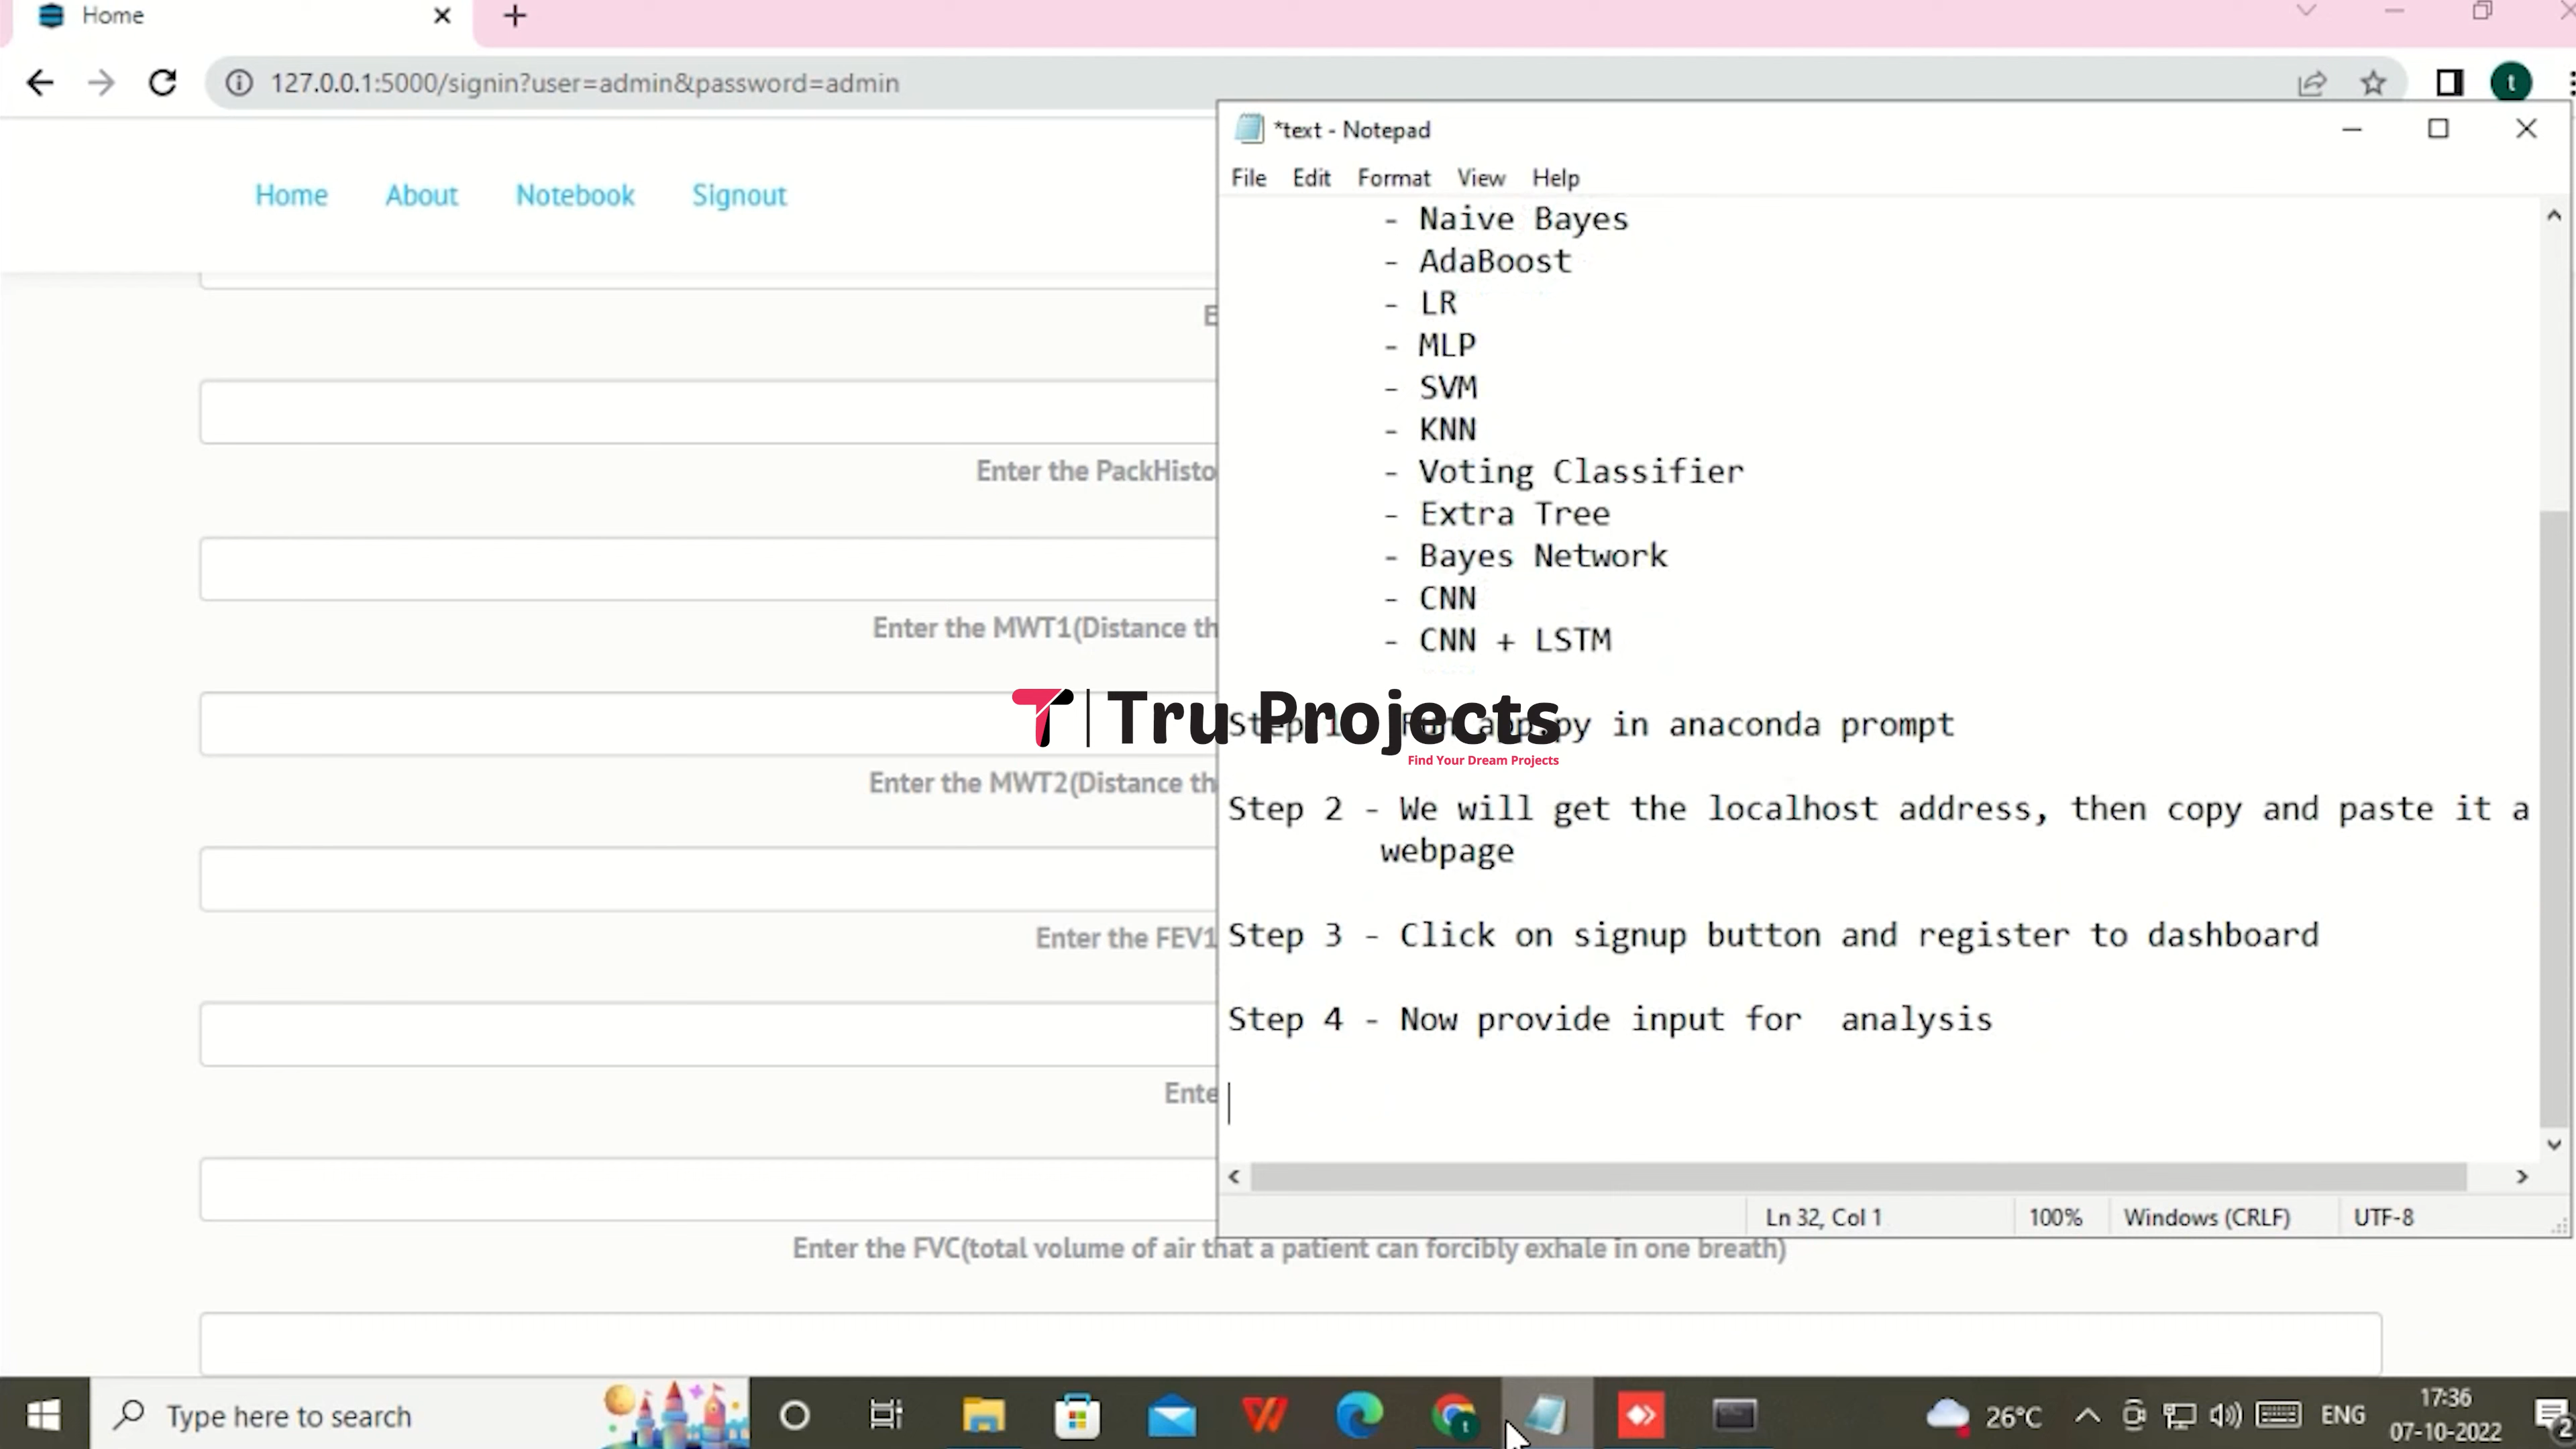 Home
127.0.0.1:5000/signin?user=admin&password=admin
t
*text - Notepad
File Edit Format View Help
Home About Notebook Signout
- Naive Bayes
- AdaBoost
- LR
- MLP
- SVM
- KNN
- Voting Classifier
- Extra Tree
- Bayes Network
- CNN
- CNN + LSTM
Enter the PackHisto
Enter the MWT1(Distance th
Enter the MWT2(Distance th
Enter the FEV1
Ente
Tru Projects
Find Your Dream Projects
Step 1 - Run app.py in anaconda prompt
Step 2 - We will get the localhost address, then copy and paste it a
webpage
Step 3 - Click on signup button and register to dashboard
Step 4 - Now provide input for  analysis
Ln 32, Col 1 100% Windows (CRLF) UTF-8
Enter the FVC(total volume of air that a patient can forcibly exhale in one breath)
Type here to search
t
26°C
ENG
17:36
07-10-2022
2